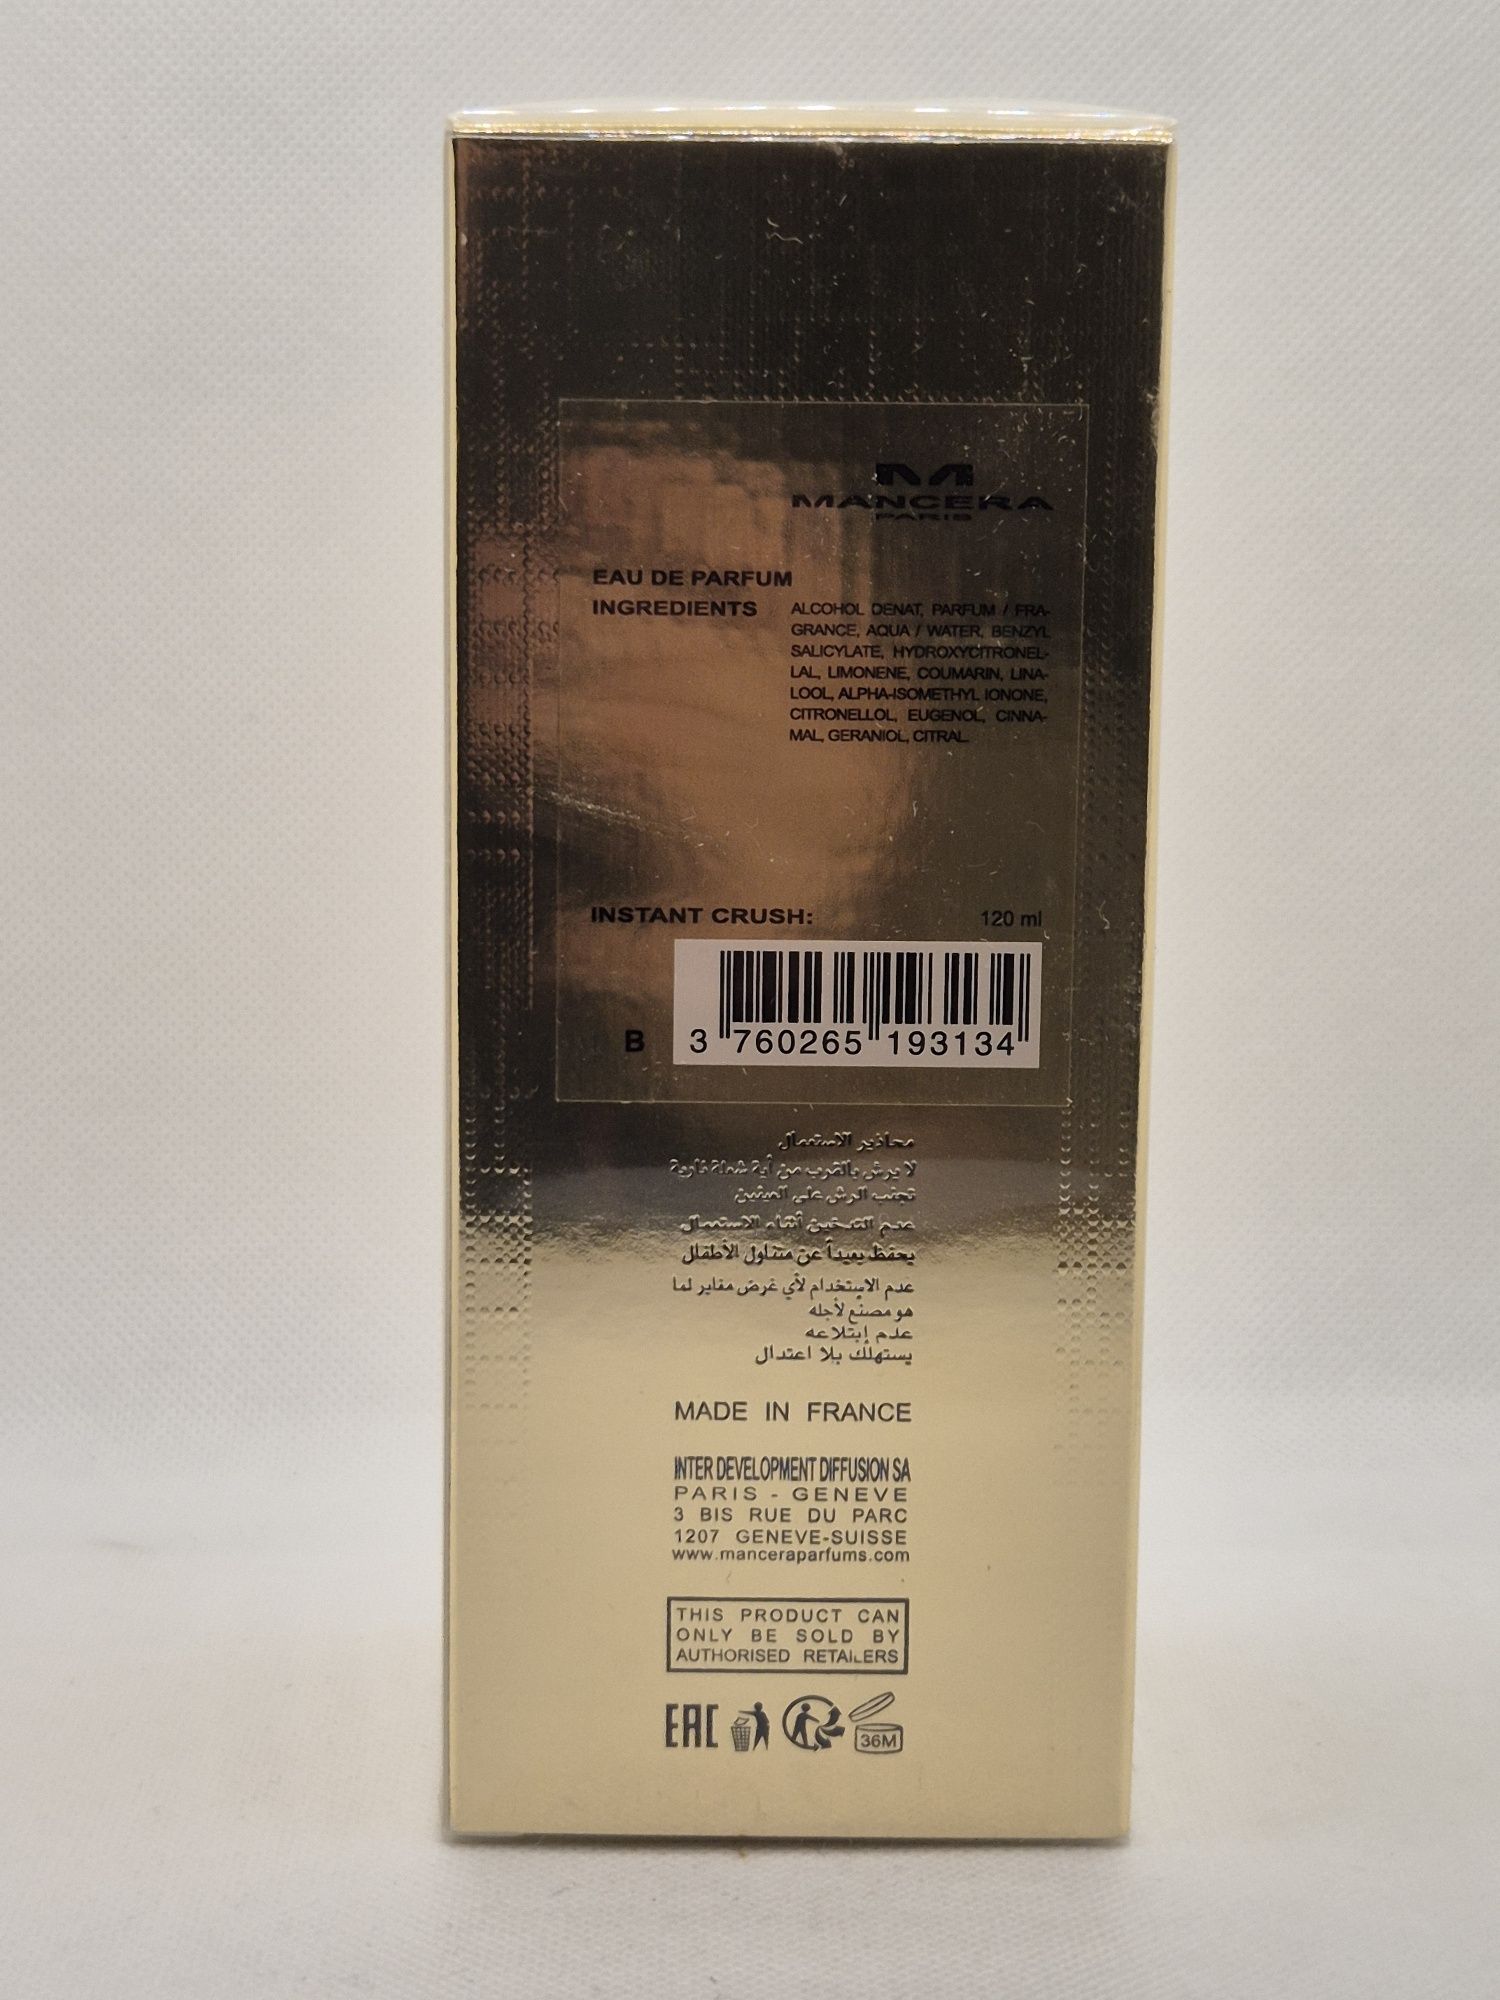 M
MANCERA
PARIS
EAU DE PARFUM
INGREDIENTS
ALCOHOL DENAT, PARFUM / FRA-
GRANCE, AQUA / WATER, BENZYL
SALICYLATE, HYDROXYCITRONEL-
LAL, LIMONENE, COUMARIN, LINA-
LOOL, ALPHA-ISOMETHYL IONONE,
CITRONELLOL, EUGENOL, CINNA-
MAL, GERANIOL, CITRAL.
INSTANT CRUSH: 120 ml
B 3 760265 193134
محاذير الاستعمال
لا يرش بالقرب من أية شعلة نارية
تجنب الرش على العينين
عدم التدخين أثناء الاستعمال
يحفظ بعيداً عن متناول الأطفال
عدم الاستخدام لأي غرض مغاير لما
هو مصنع لأجله
عدم إبتلاعه
يستهلك بلا اعتدال
MADE IN FRANCE
INTER DEVELOPMENT DIFFUSION SA
PARIS - GENEVE
3 BIS RUE DU PARC
1207 GENEVE-SUISSE
www.manceraparfums.com
THIS PRODUCT CAN
ONLY BE SOLD BY
AUTHORISED RETAILERS
EAC 36M